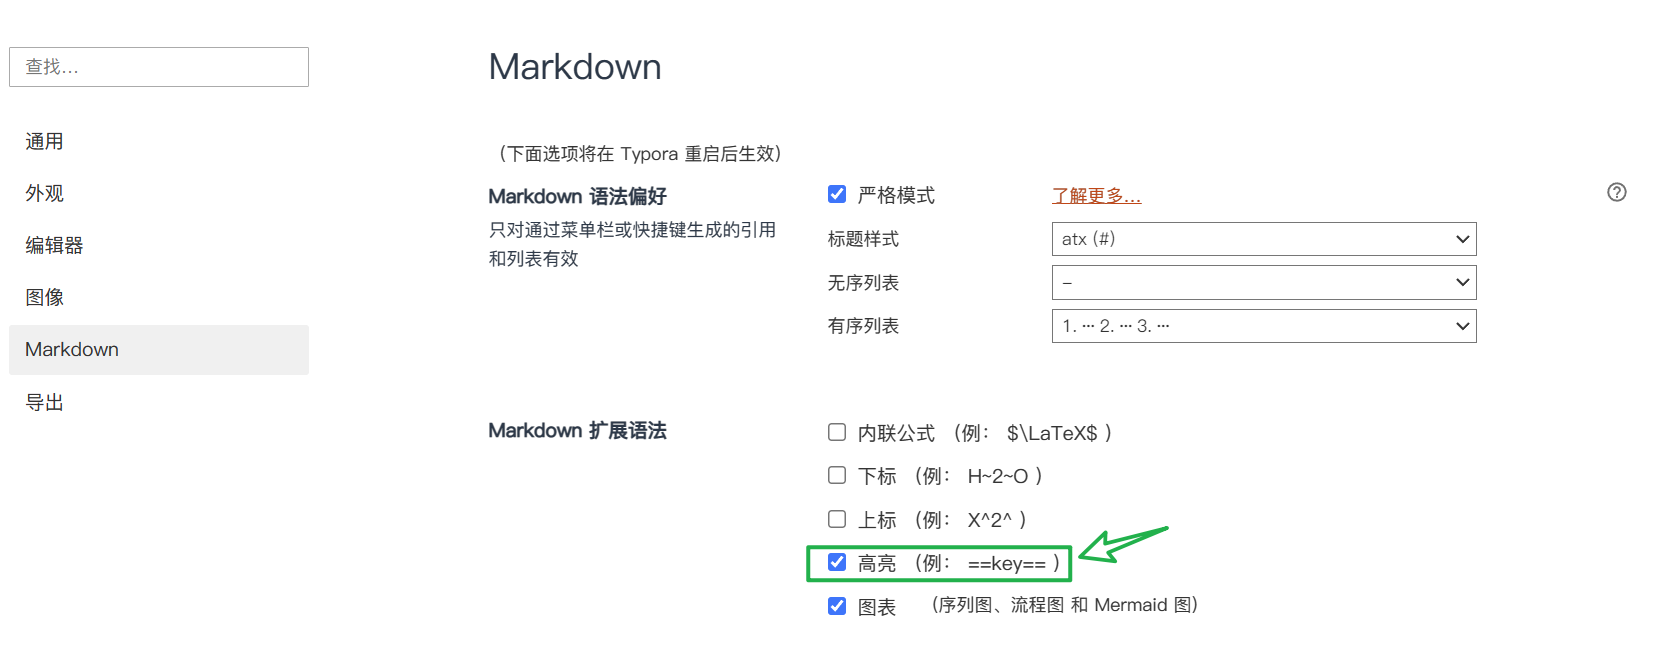 查找...
通用
外观
编辑器
图像
Markdown
导出
Markdown
（下面选项将在 Typora 重启后生效）
Markdown 语法偏好
只对通过菜单栏或快捷键生成的引用
和列表有效
严格模式
了解更多...
标题样式
atx (#)
无序列表
-
有序列表
1. ... 2. ... 3. ...
Markdown 扩展语法
内联公式 （例： $\LaTeX$ ）
下标 （例： H~2~O ）
上标 （例： X^2^ ）
高亮 （例： ==key== ）
图表 （序列图、流程图 和 Mermaid 图）